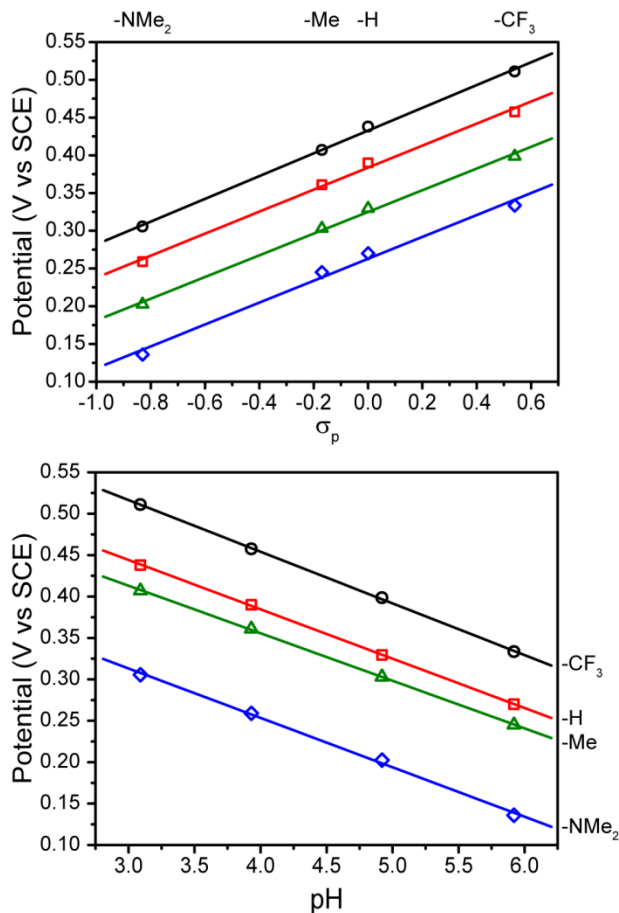 -NMe₂ -Me -H -CF₃
0.55
0.50
0.45
0.40
0.35
0.30
0.25
0.20
0.15
0.10
Potential (V vs SCE)
-1.0 -0.8 -0.6 -0.4 -0.2 0.0 0.2 0.4 0.6
σₚ
0.55
0.50
0.45
0.40
0.35
0.30
0.25
0.20
0.15
0.10
Potential (V vs SCE)
-CF₃
-H
-Me
-NMe₂
3.0 3.5 4.0 4.5 5.0 5.5 6.0
pH